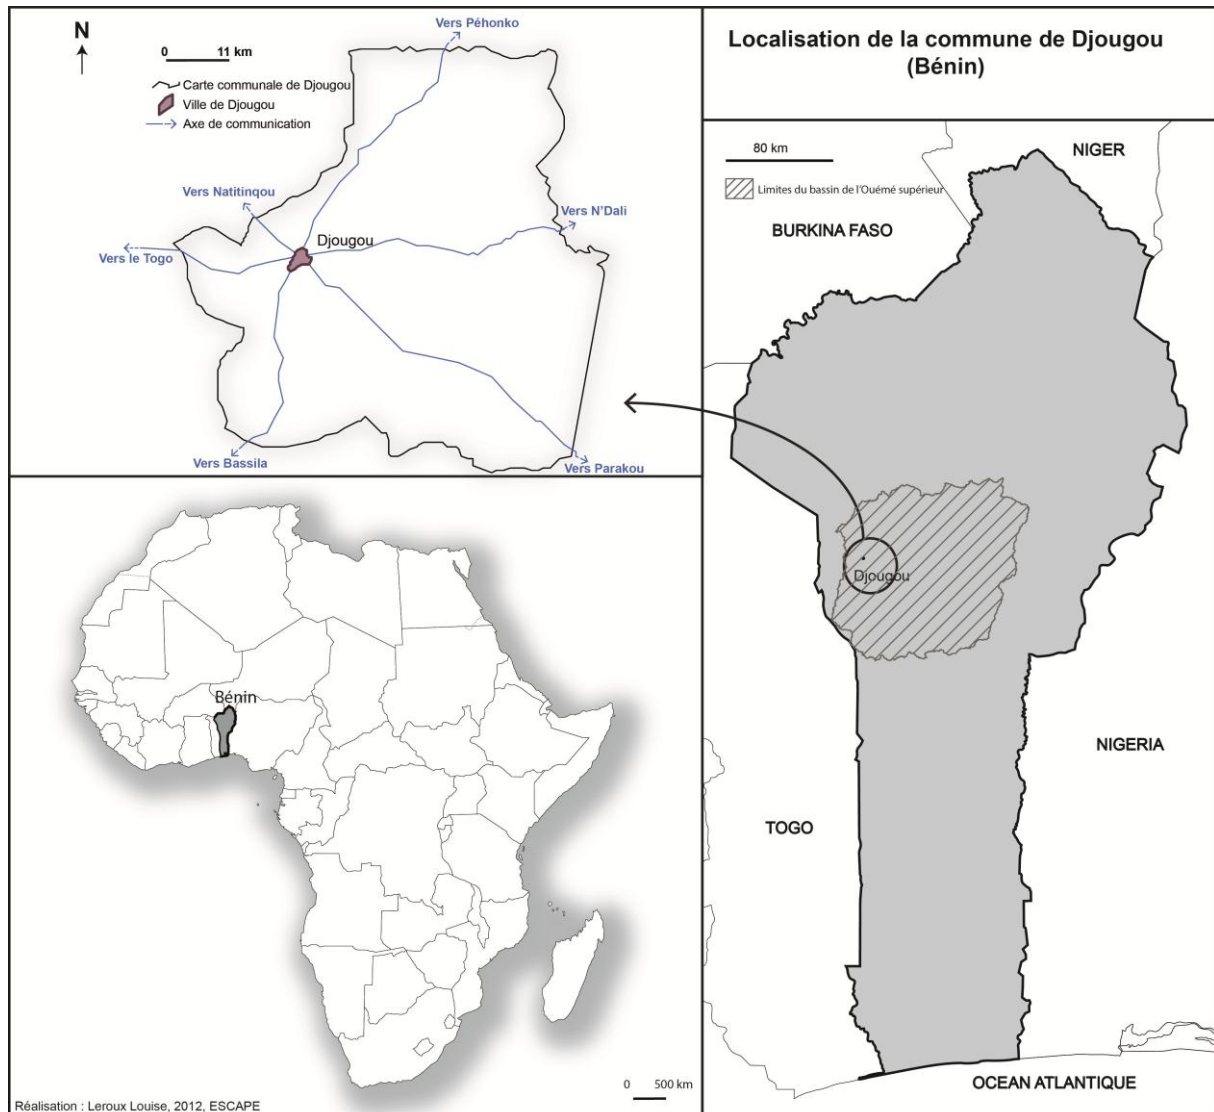 Localisation de la commune de Djougou
(Bénin)
N
0 11 km
Carte communale de Djougou
Ville de Djougou
Axe de communication
Vers Péhonko
Vers Natitinqou
Vers N'Dali
Djougou
Vers le Togo
Vers Bassila
Vers Parakou
80 km
Limites du bassin de l'Ouémé supérieur
NIGER
BURKINA FASO
Djougou
NIGERIA
TOGO
OCEAN ATLANTIQUE
Bénin
0 500 km
Réalisation : Leroux Louise, 2012, ESCAPE